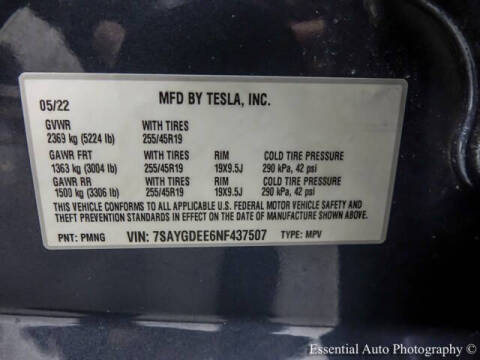 05/22 MFD BY TESLA, INC.
GVWR WITH TIRES
2369 kg (5224 lb) 255/45R19
GAWR FRT WITH TIRES RIM COLD TIRE PRESSURE
1363 kg (3004 lb) 255/45R19 19X9.5J 290 kPa, 42 psi
GAWR RR WITH TIRES RIM COLD TIRE PRESSURE
1500 kg (3306 lb) 255/45R19 19X9.5J 290 kPa, 42 psi
THIS VEHICLE CONFORMS TO ALL APPLICABLE U.S. FEDERAL MOTOR VEHICLE SAFETY AND
THEFT PREVENTION STANDARDS IN EFFECT ON THE DATE OF MANUFACTURE SHOWN ABOVE.
PNT: PMNG VIN: 7SAYGDEE6NF437507 TYPE: MPV
Essential Auto Photography ©